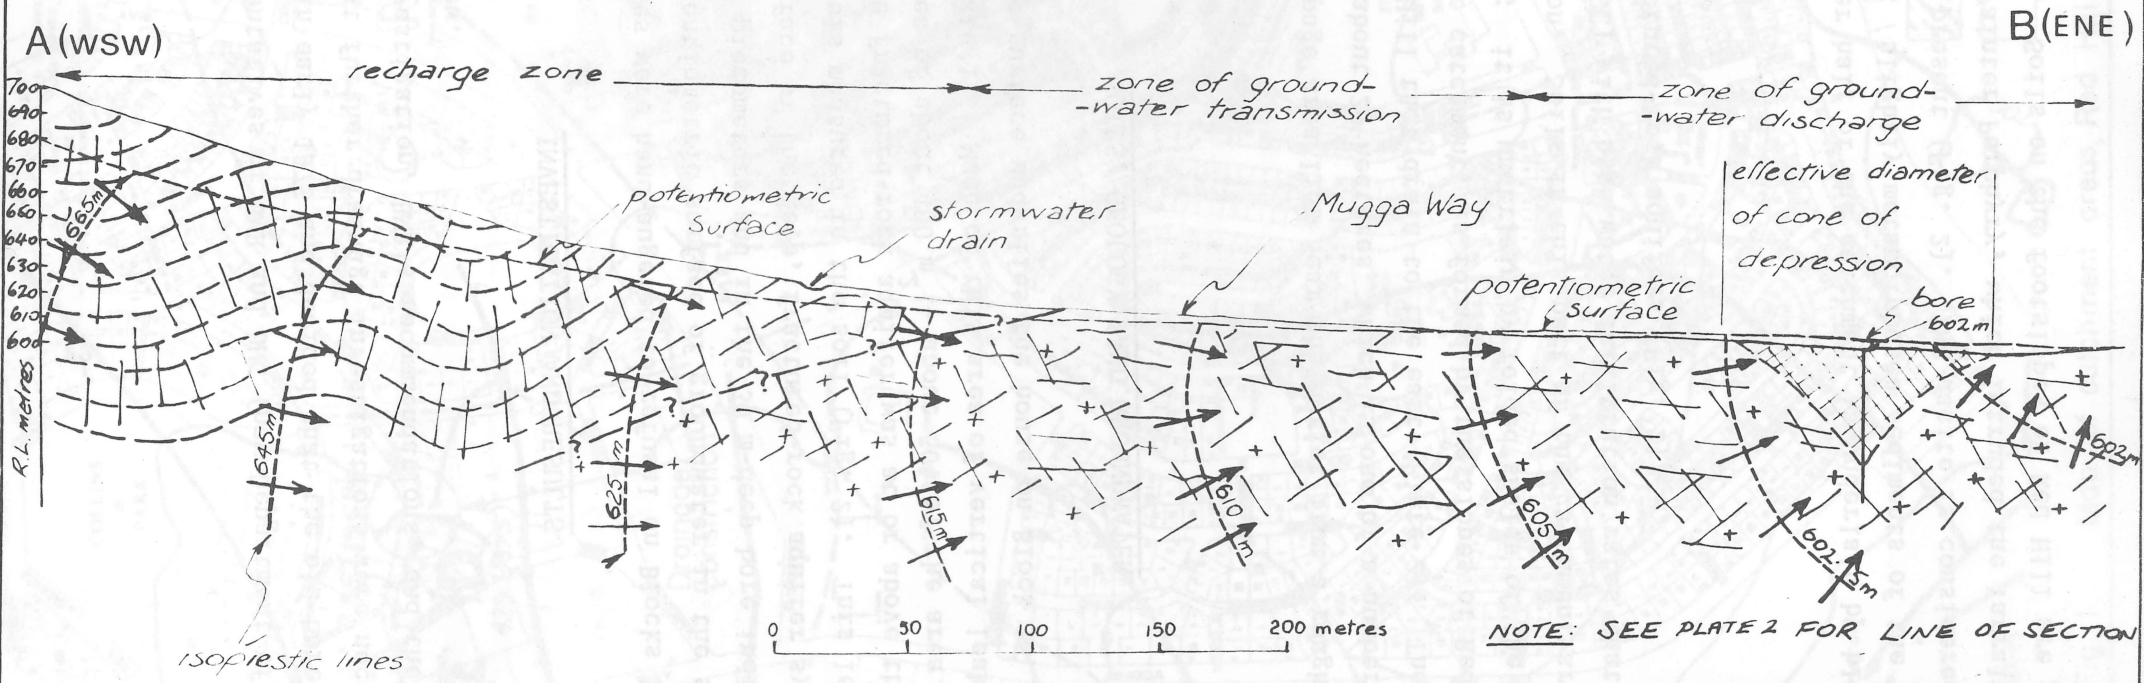 A (WSW)
B (ENE)
recharge zone
zone of ground-
-water transmission
zone of ground-
-water discharge
effective diameter
of cone of
depression
700
690
680
670
660
650
640
630
620
610
600
R.L. metres
potentiometric
surface
stormwater
drain
Mugga Way
potentiometric
surface
bore
602m
665m
645m
625 m
615m
610 m
605 m
602.5m
602m
?
?
?
?
?
isopiestic lines
0 50 100 150 200 metres
NOTE: SEE PLATE 2 FOR LINE OF SECTION